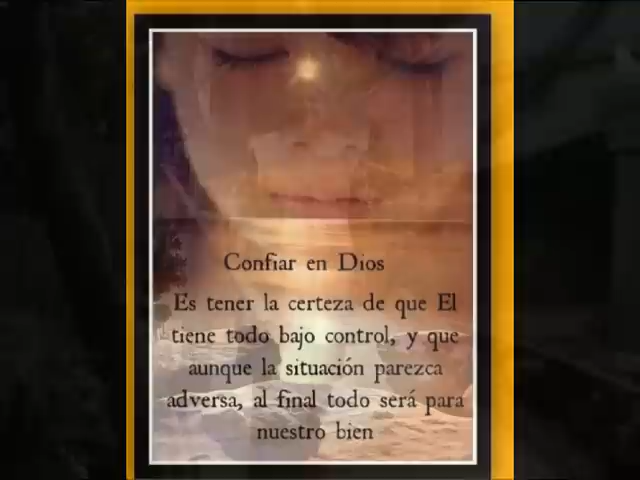 Confiar en Dios
Es tener la certeza de que El
tiene todo bajo control, y que
aunque la situación parezca
adversa, al final todo será para
nuestro bien